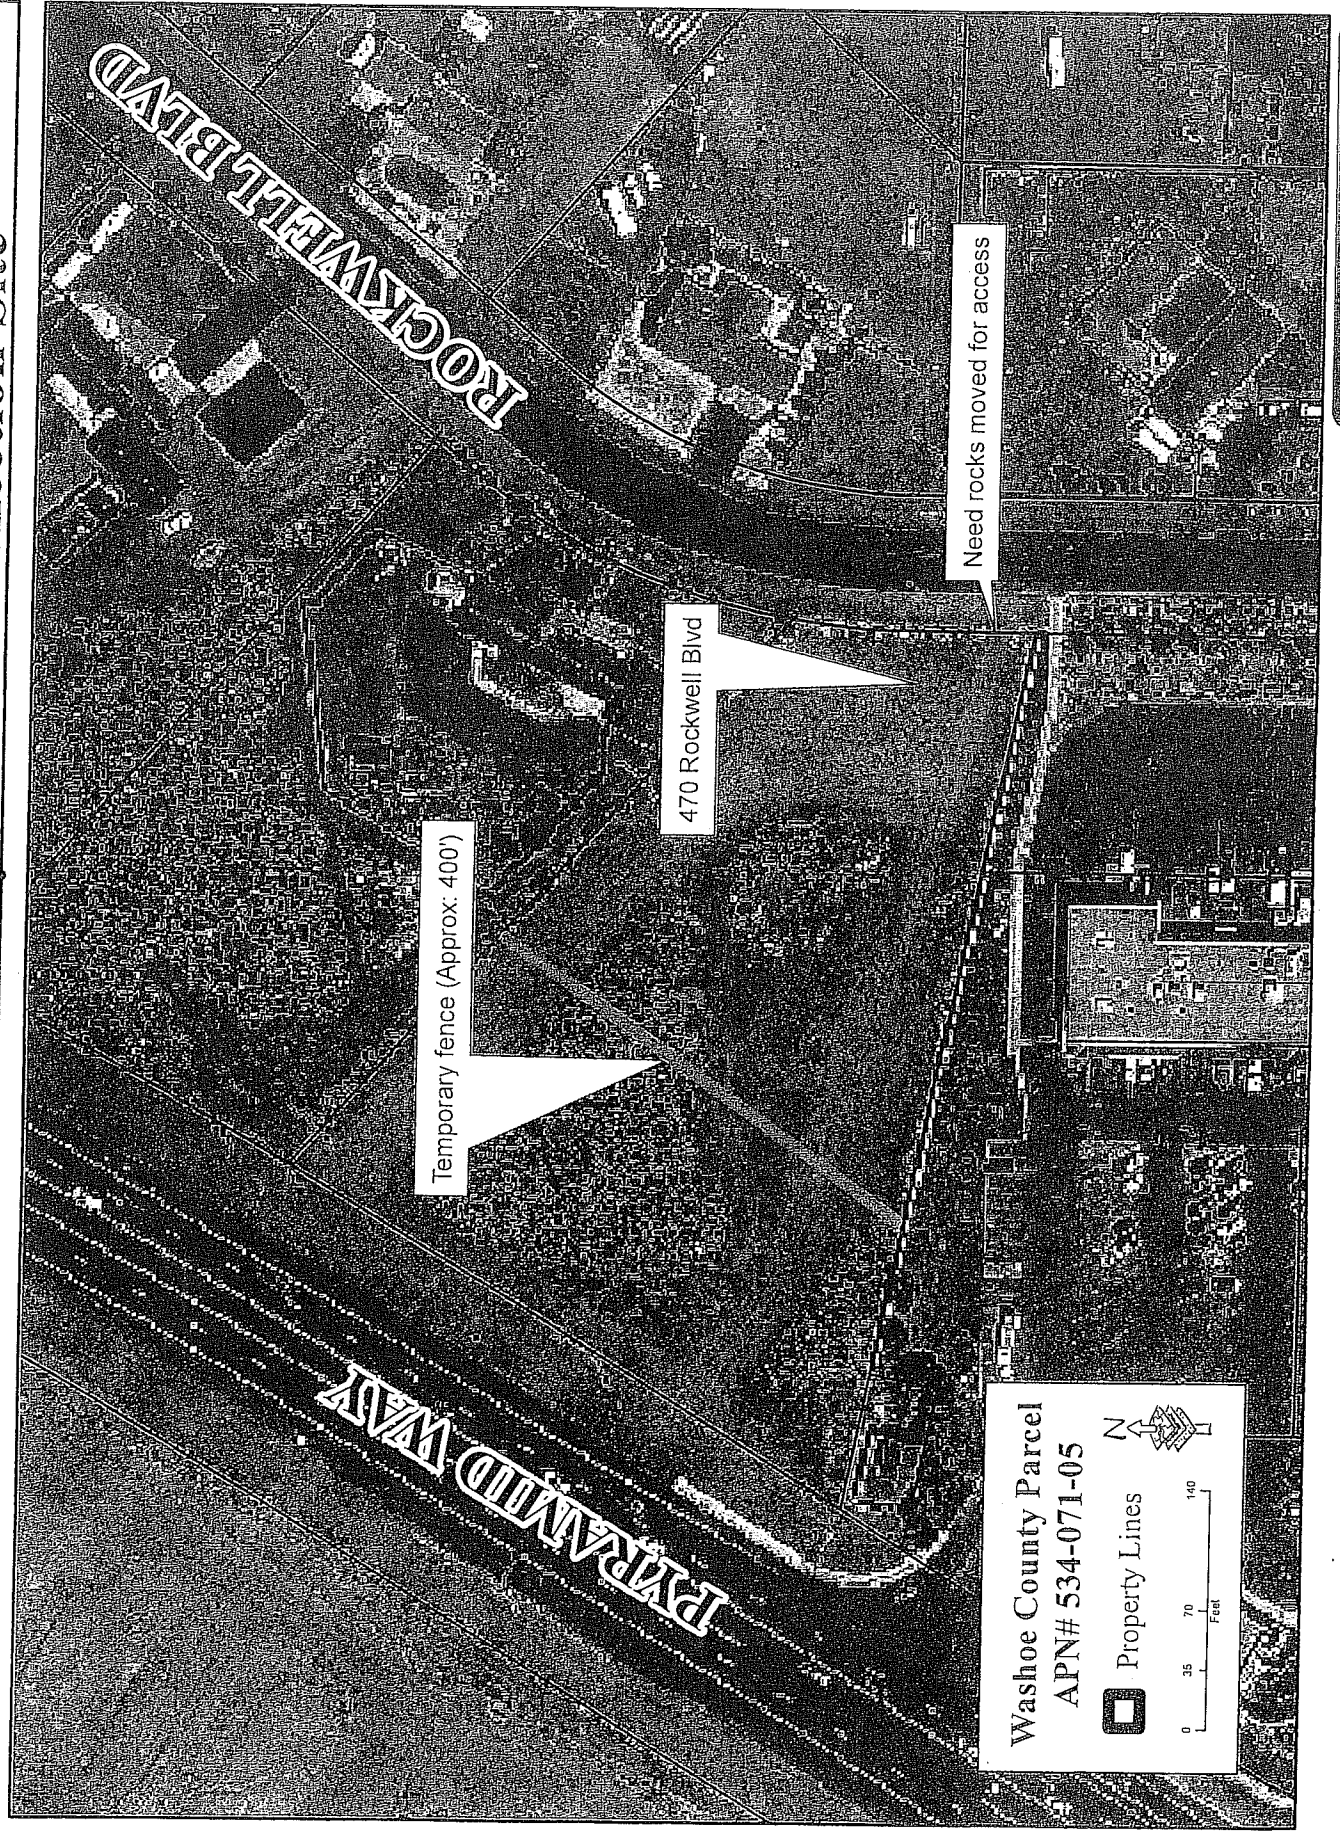 ROCKWELL BLVD
Need rocks moved for access
470 Rockwell Blvd
Temporary fence (Approx: 400')
PYRAMID WAY
Washoe County Parcel
APN# 534-071-05
Property Lines
N
0 35 70 140
Feet